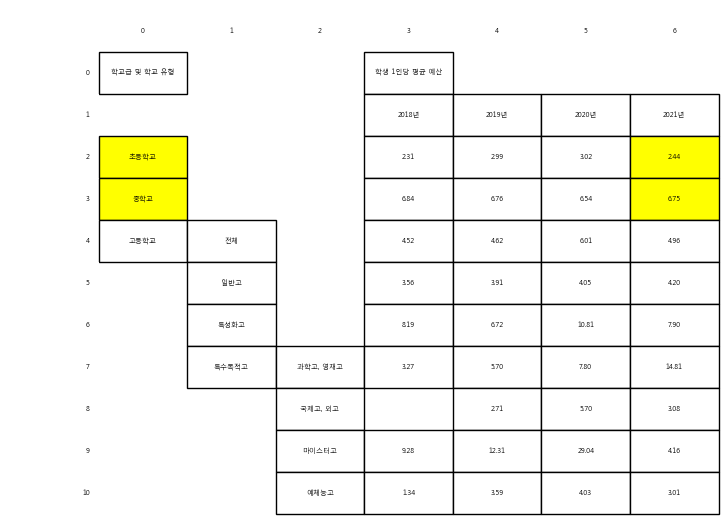 0 1 2 3 4 5 6
0 학교급 및 학교 유형 학생 1인당 평균 예산
1 2018년 2019년 2020년 2021년
2 초등학교 2.31 2.99 3.02 2.44
3 중학교 6.84 6.76 6.54 6.75
4 고등학교 전체 4.52 4.62 6.01 4.96
5 일반고 3.56 3.91 4.05 4.20
6 특성화고 8.19 6.72 10.81 7.90
7 특수목적고 과학고, 영재고 3.27 5.70 7.80 14.81
8 국제고, 외고 2.71 5.70 3.08
9 마이스터고 9.28 12.31 29.04 4.16
10 예체능고 1.34 3.59 4.03 3.01